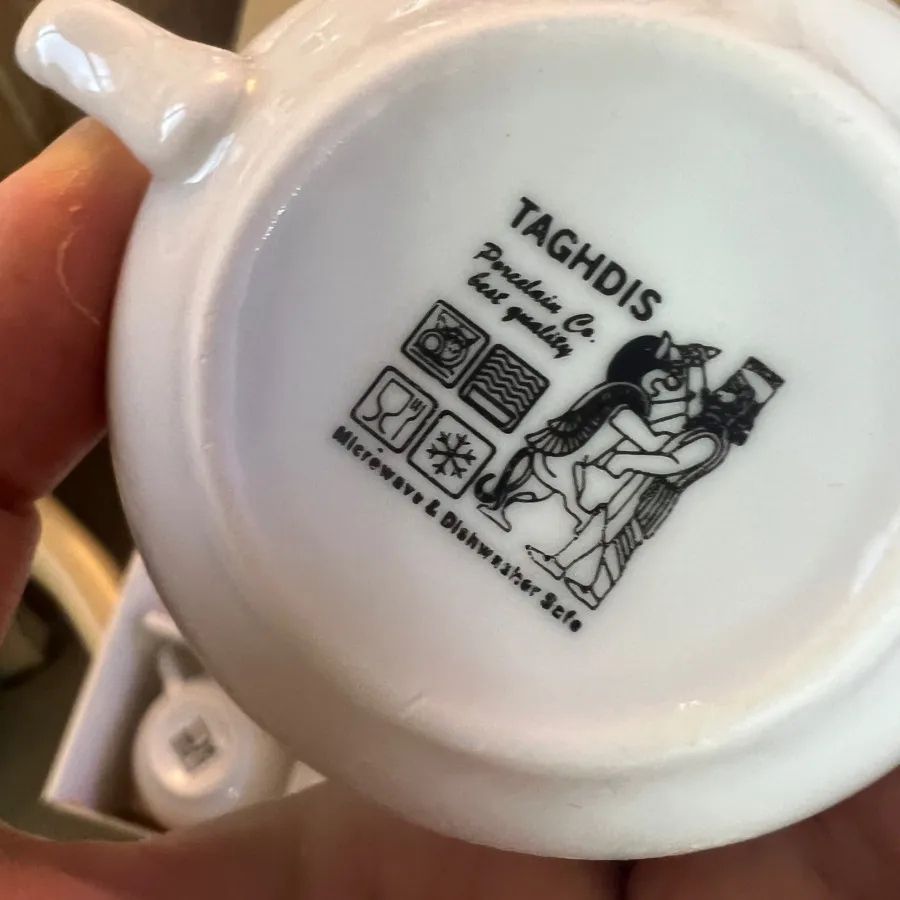 TAGHDIS
Porcelain Co.
best quality
Microwave & Dishwasher Safe